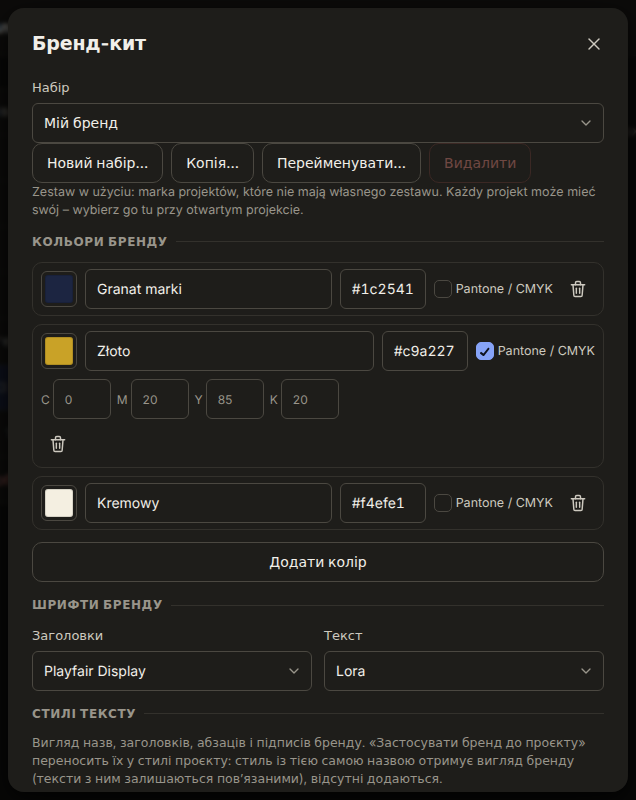 Бренд-кит
Набір
Мій бренд
Новий набір...
Копія...
Перейменувати...
Видалити
Zestaw w użyciu: marka projektów, które nie mają własnego zestawu. Każdy projekt może mieć
swój – wybierz go tu przy otwartym projekcie.
КОЛЬОРИ БРЕНДУ
Granat marki
#1c2541
Pantone / CMYK
Złoto
#c9a227
Pantone / CMYK
C 0 M 20 Y 85 K 20
Kremowy
#f4efe1
Pantone / CMYK
Додати колір
ШРИФТИ БРЕНДУ
Заголовки
Текст
Playfair Display
Lora
СТИЛІ ТЕКСТУ
Вигляд назв, заголовків, абзаців і підписів бренду. «Застосувати бренд до проєкту»
переносить їх у стилі проєкту: стиль із тією самою назвою отримує вигляд бренду
(тексти з ним залишаються пов’язаними), відсутні додаються.